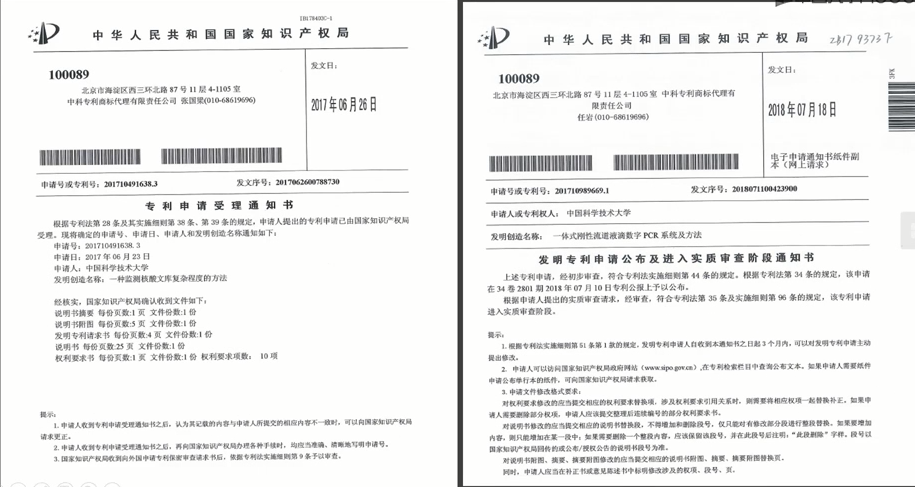 IB178400C-1
中华人民共和国国家知识产权局
100089
北京市海淀区西三环北路 87 号 11 层 4-1105 室
中科专利商标代理有限责任公司 张国梁(010-68619696)
发文日:
2017年06月26日
申请号或专利号: 201710491638.3
发文序号: 2017062600788730
专利申请受理通知书
根据专利法第 28 条及其实施细则第 38 条、第 39 条的规定,申请人提出的专利申请已由国家知识产权局
受理。现将确定的申请号、申请日、申请人和发明创造名称通知如下:
申请号: 201710491638.3
申请日: 2017 年 06 月 23 日
申请人: 中国科学技术大学
发明创造名称: 一种监测核酸文库复杂程度的方法
经核实,国家知识产权局确认收到文件如下:
说明书摘要 每份页数:1 页 文件份数:1 份
说明书附图 每份页数:5 页 文件份数:1 份
发明专利请求书 每份页数:4 页 文件份数:1 份
说明书 每份页数:25 页 文件份数:1 份
权利要求书 每份页数:1 页 文件份数:1 份 权利要求项数: 10 项
提示:
1. 申请人收到专利申请受理通知书之后,认为其记载的内容与申请人所提交的相应内容不一致时,可以向国家知识产权局
请求更正。
2. 申请人收到专利申请受理通知书之后,再向国家知识产权局办理各种手续时,均应当准确、清晰地写明申请号。
3. 国家知识产权局收到向外国申请专利保密审查请求书后,依据专利法实施细则第 9 条予以审查。
中华人民共和国国家知识产权局
100089
北京市海淀区西三环北路 87 号 11 层 4-1105 室 中科专利商标代理有
限责任公司
任岩(010-68619696)
发文日:
2018年07月18日
电子申请通知书纸件副
本(网上请求)
申请号或专利号: 201710989669.1
发文序号: 2018071100423900
申请人或专利权人: 中国科学技术大学
发明创造名称: 一体式刚性流道液滴数字 PCR 系统及方法
发明专利申请公布及进入实质审查阶段通知书
上述专利申请,经初步审查,符合专利法实施细则第 44 条的规定。根据专利法第 34 条的规定,该申请
在 34 卷 2801 期 2018 年 07 月 10 日专利公报上予以公布。
根据申请人提出的实质审查请求,经审查,符合专利法第 35 条及实施细则第 96 条的规定,该专利申请
进入实质审查阶段。
提示:
1. 根据专利法实施细则第 51 条第 1 款的规定,发明专利申请人自收到本通知书之日起 3 个月内,可以对发明专利申请主动
提出修改。
2. 申请人可以访问国家知识产权局政府网站(www.sipo.gov.cn),在专利检索栏目中查询公布文本。如果申请人需要纸件
申请公布单行本的纸件,可向国家知识产权局请求获取。
3. 申请文件修改格式要求:
对权利要求修改的应当提交相应的权利要求替换项,涉及权利要求引用关系时,则需要将相应权项一起替换补正。如果申
请人需要删除部分权项,申请人应该提交整理后连续编号的部分权利要求书。
对说明书修改的应当提交相应的说明书替换段,不得增加和删除段号,仅只能对有修改部分段进行整段替换。如果要增加
内容,则只能增加在某一段中;如果需要删除一个整段内容,应该保留该段号,并在此段号后注明:“此段删除”字样。段号以
国家知识产权局回传的或公布/授权公告的说明书段号为准。
对说明书附图、摘要、摘要附图修改的应当提交相应的说明书附图、摘要、摘要附图替换页。
同时,申请人应当在补正书或意见陈述书中标明修改涉及的权项、段号、页。